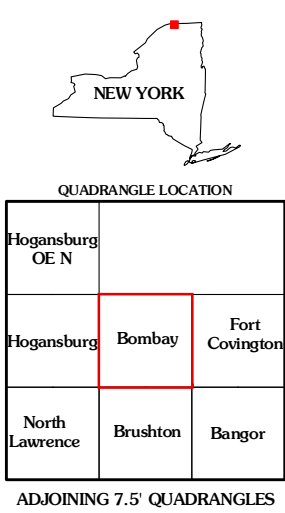 NEW YORK
QUADRANGLE LOCATION
Hogansburg
OE N
Hogansburg
Bombay
Fort
Covington
North
Lawrence
Brushton
Bangor
ADJOINING 7.5' QUADRANGLES